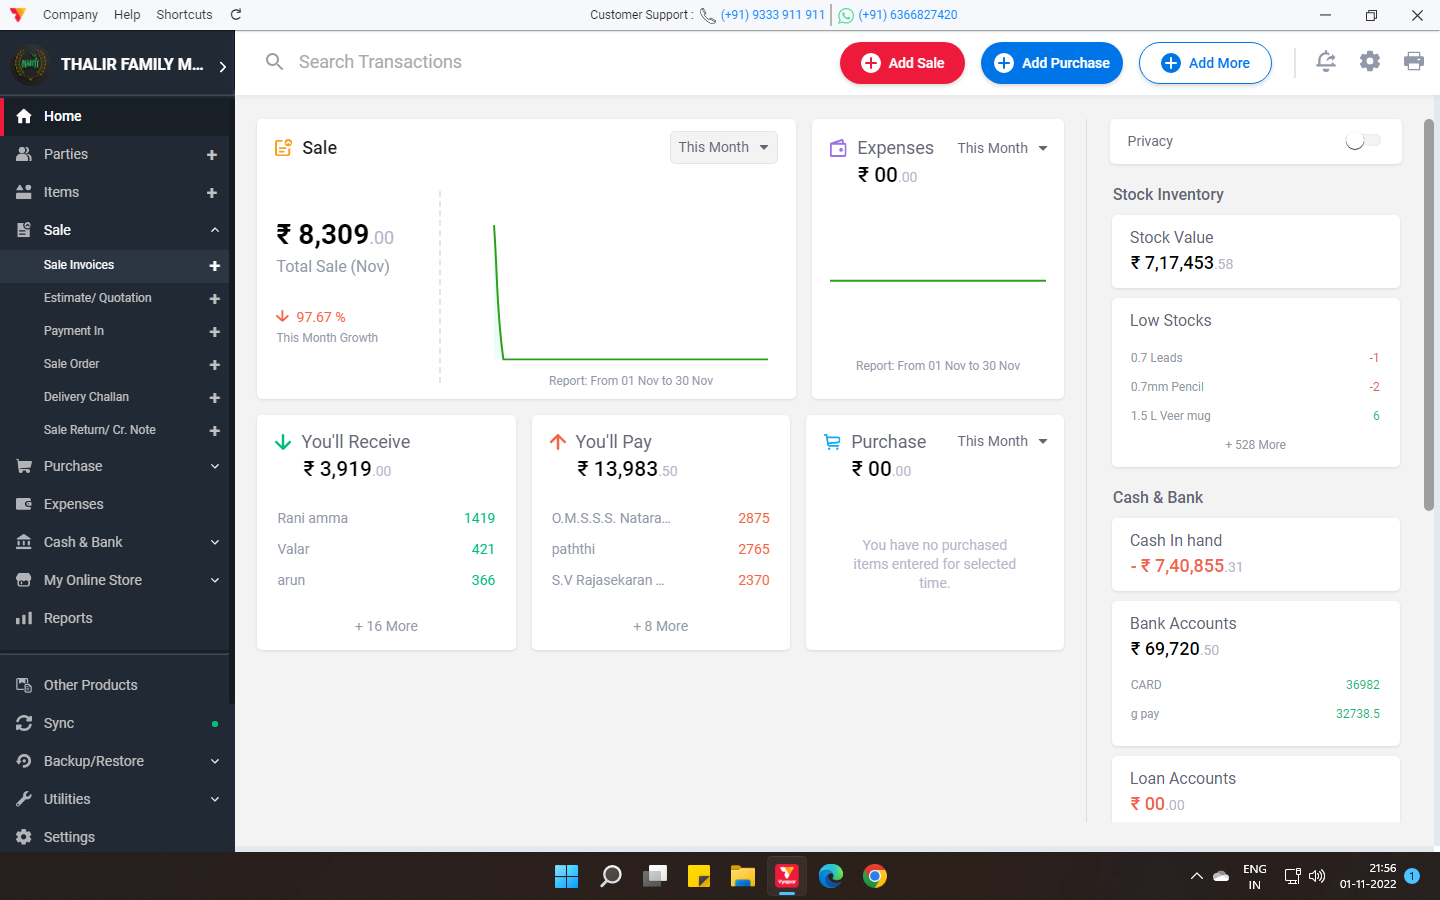 Company Help Shortcuts
Customer Support : (+91) 9333 911 911 (+91) 6366827420
THALIR FAMILY M...
Search Transactions
Add Sale
Add Purchase
Add More
Home
Parties
Items
Sale
Sale Invoices
Estimate/ Quotation
Payment In
Sale Order
Delivery Challan
Sale Return/ Cr. Note
Purchase
Expenses
Cash & Bank
My Online Store
Reports
Other Products
Sync
Backup/Restore
Utilities
Settings
Sale
This Month
₹ 8,309.00
Total Sale (Nov)
97.67 %
This Month Growth
Report: From 01 Nov to 30 Nov
Expenses
This Month
₹ 00.00
Report: From 01 Nov to 30 Nov
You'll Receive
₹ 3,919.00
Rani amma 1419
Valar 421
arun 366
+ 16 More
You'll Pay
₹ 13,983.50
O.M.S.S.S. Natara... 2875
paththi 2765
S.V Rajasekaran ... 2370
+ 8 More
Purchase
This Month
₹ 00.00
You have no purchased
items entered for selected
time.
Privacy
Stock Inventory
Stock Value
₹ 7,17,453.58
Low Stocks
0.7 Leads -1
0.7mm Pencil -2
1.5 L Veer mug 6
+ 528 More
Cash & Bank
Cash In hand
- ₹ 7,40,855.31
Bank Accounts
₹ 69,720.50
CARD 36982
g pay 32738.5
Loan Accounts
₹ 00.00
Vyapar
ENG
IN
21:56
01-11-2022
1